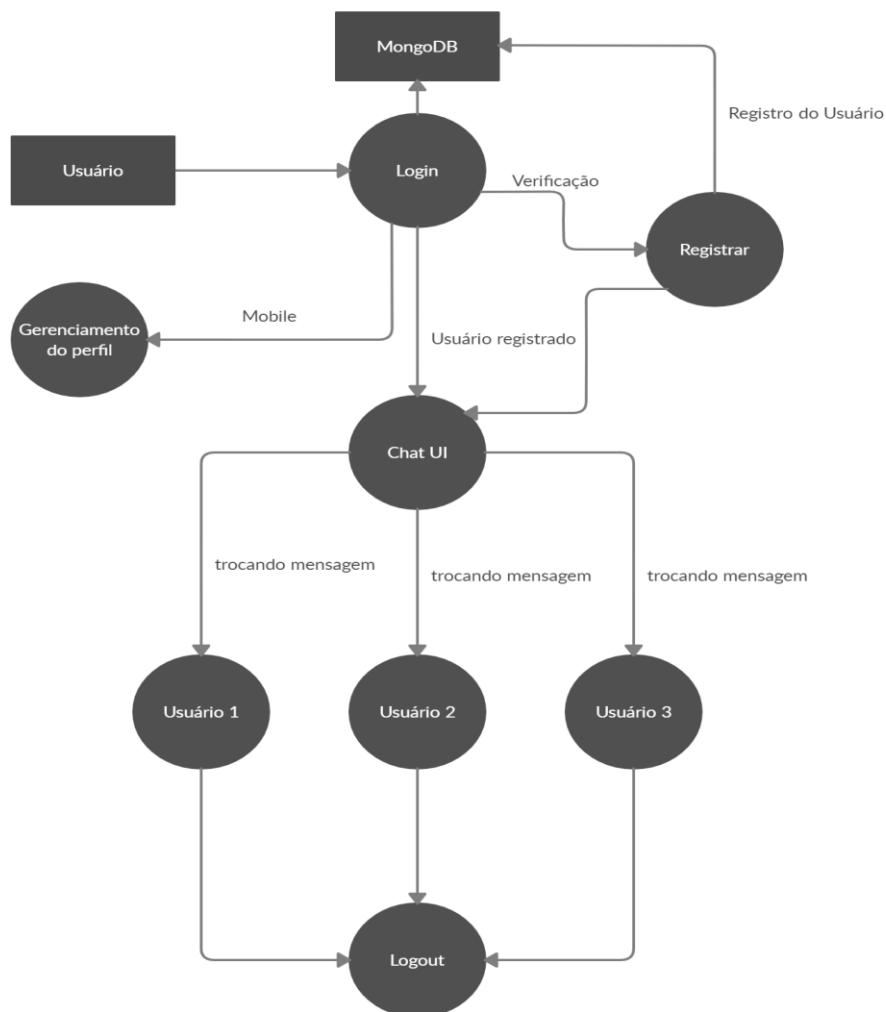 MongoDB
Registro do Usuário
Usuário
Login
Verificação
Registrar
Gerenciamento
do perfil
Mobile
Usuário registrado
Chat UI
trocando mensagem
trocando mensagem
trocando mensagem
Usuário 1
Usuário 2
Usuário 3
Logout